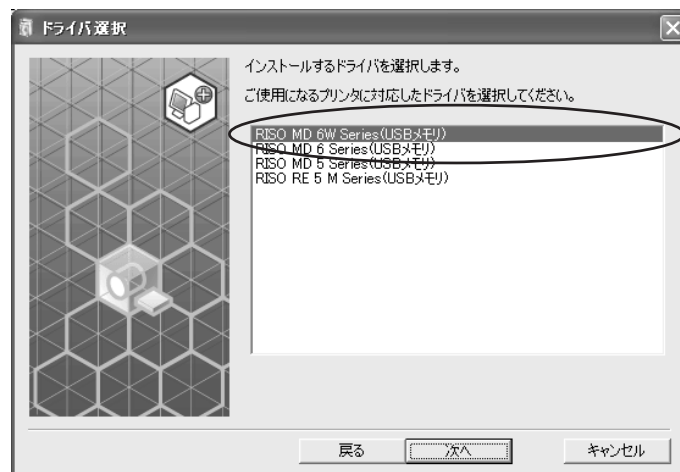 ドライバ選択
インストールするドライバを選択します。
ご使用になるプリンタに対応したドライバを選択してください。
RISO MD 6W Series(USBメモリ)
RISO MD 6 Series(USBメモリ)
RISO MD 5 Series(USBメモリ)
RISO RE 5 M Series(USBメモリ)
戻る 次へ キャンセル